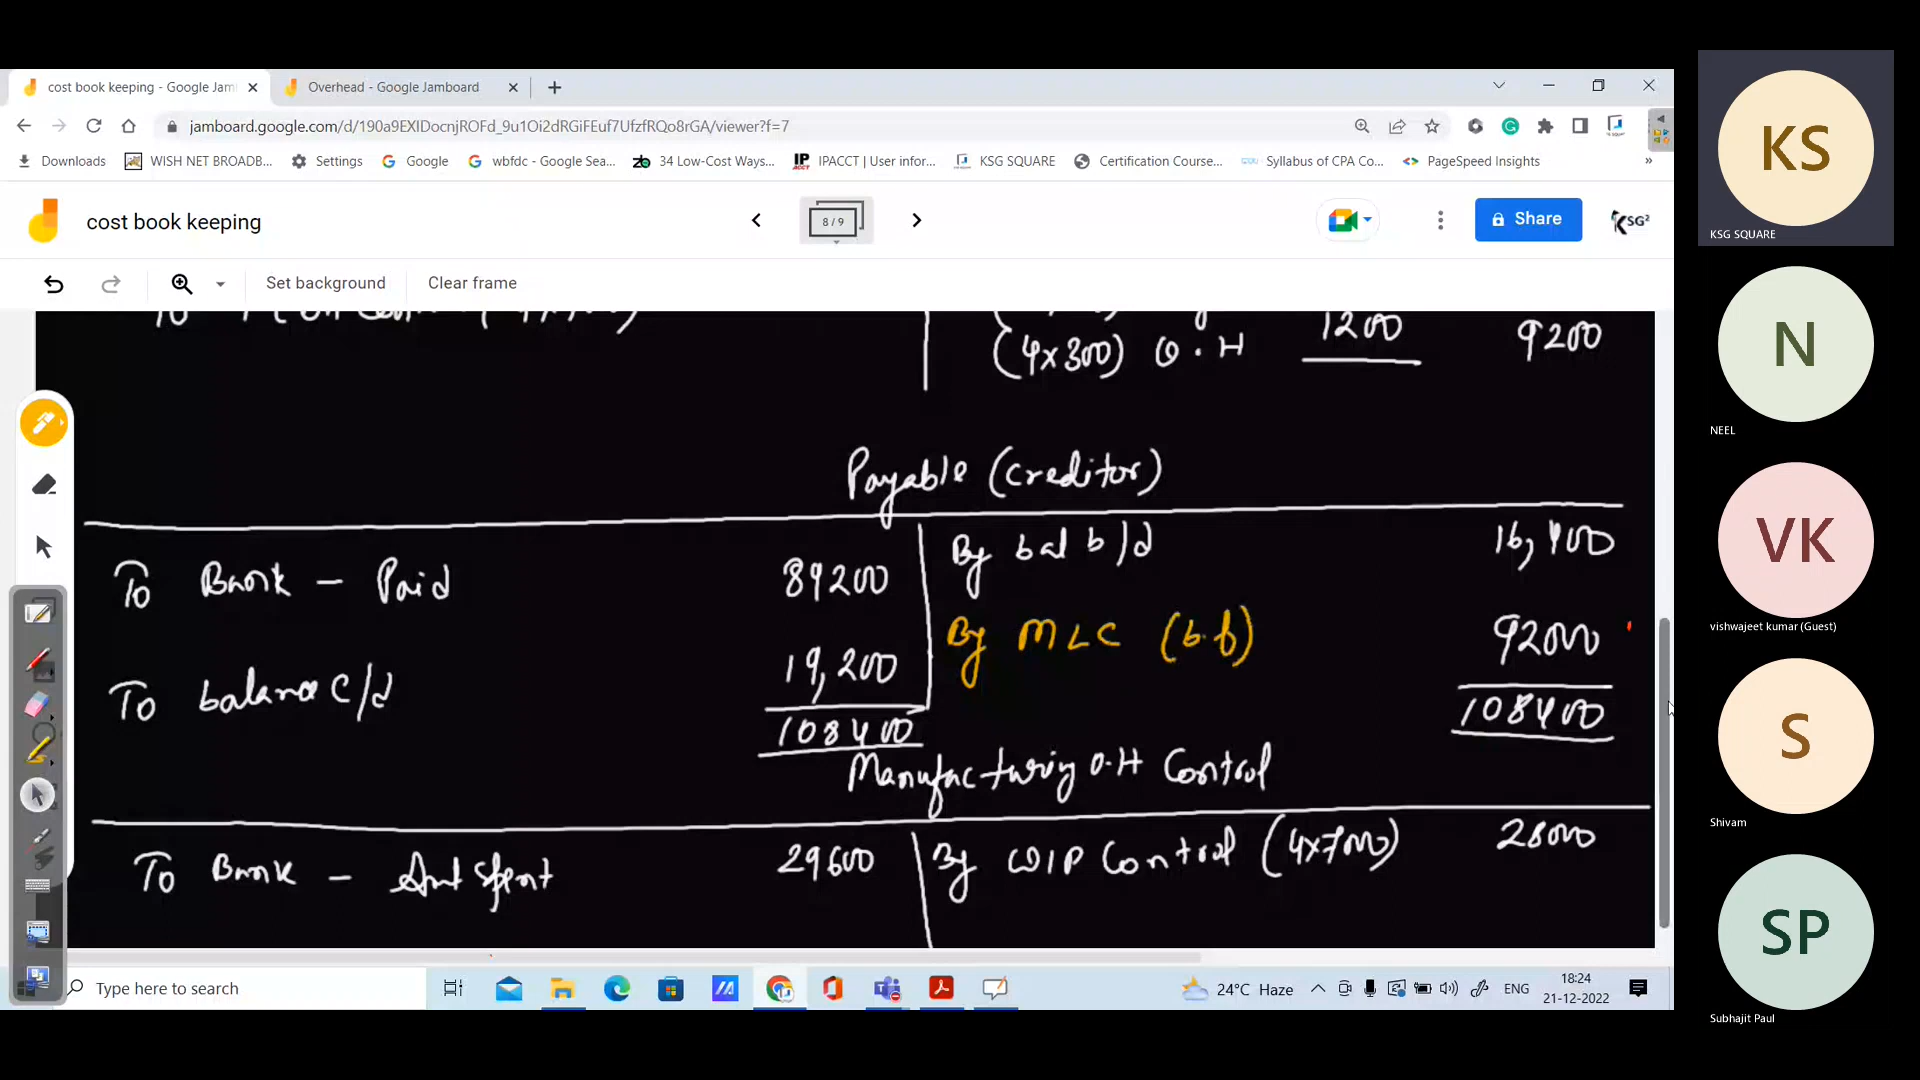 cost book keeping - Google Jam
Overhead - Google Jamboard
jamboard.google.com/d/190a9EXIDocnjROFd_9u1Oi2dRGiFEuf7UfzfRQo8rGA/viewer?f=7
Downloads WISH NET BROADB... Settings Google wbfdc - Google Sea... 34 Low-Cost Ways... IPACCT | User infor... KSG SQUARE Certification Course... Syllabus of CPA Co... PageSpeed Insights »
cost book keeping
8 / 9
Share
KSG²
Set background Clear frame
1200 9200
(4x300) O.H
Payable (Creditor)
To Bank - Paid 89200 By bal b/d 16,400
By MLC (b.f) 92000
To balance c/d 19,200
108400 108400
Manufacturing O.H Control
To Bank - Amt Spent 29600 By WIP Control (4x7000) 28000
Type here to search
24°C Haze
ENG
18:24
21-12-2022
KS
KSG SQUARE
N
NEEL
VK
vishwajeet kumar (Guest)
S
Shivam
SP
Subhajit Paul